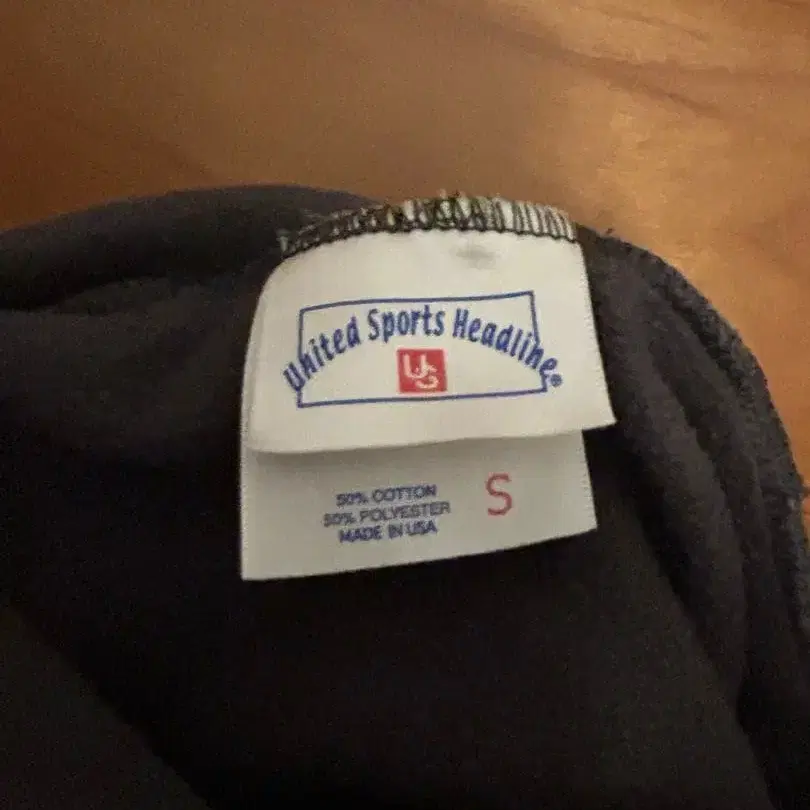 United Sports Headline®
US
50% COTTON
50% POLYESTER
MADE IN USA
S